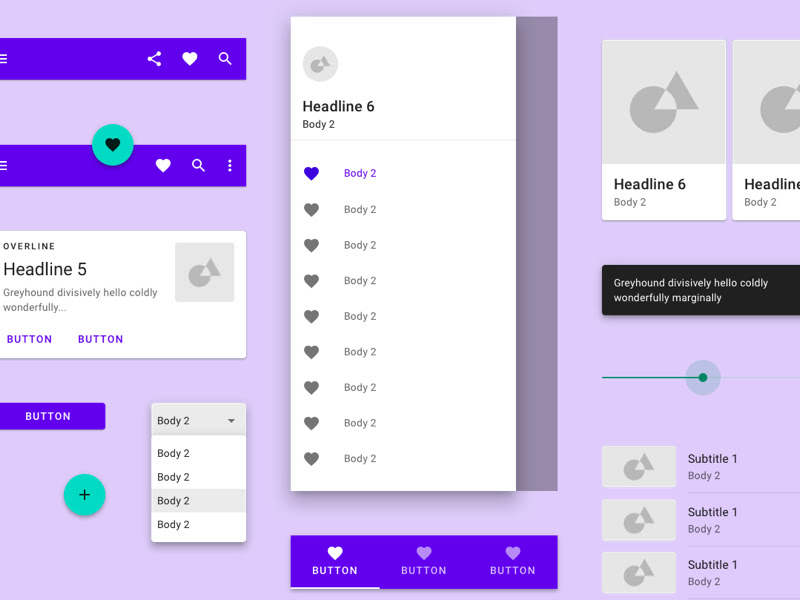 OVERLINE
Headline 5
Greyhound divisively hello coldly
wonderfully...
BUTTON BUTTON
BUTTON
Body 2
Body 2
Body 2
Body 2
Body 2
Headline 6
Body 2
Body 2
Body 2
Body 2
Body 2
Body 2
Body 2
Body 2
Body 2
Body 2
BUTTON BUTTON BUTTON
Headline 6
Body 2
Headline
Body 2
Greyhound divisively hello coldly
wonderfully marginally
Subtitle 1
Body 2
Subtitle 1
Body 2
Subtitle 1
Body 2